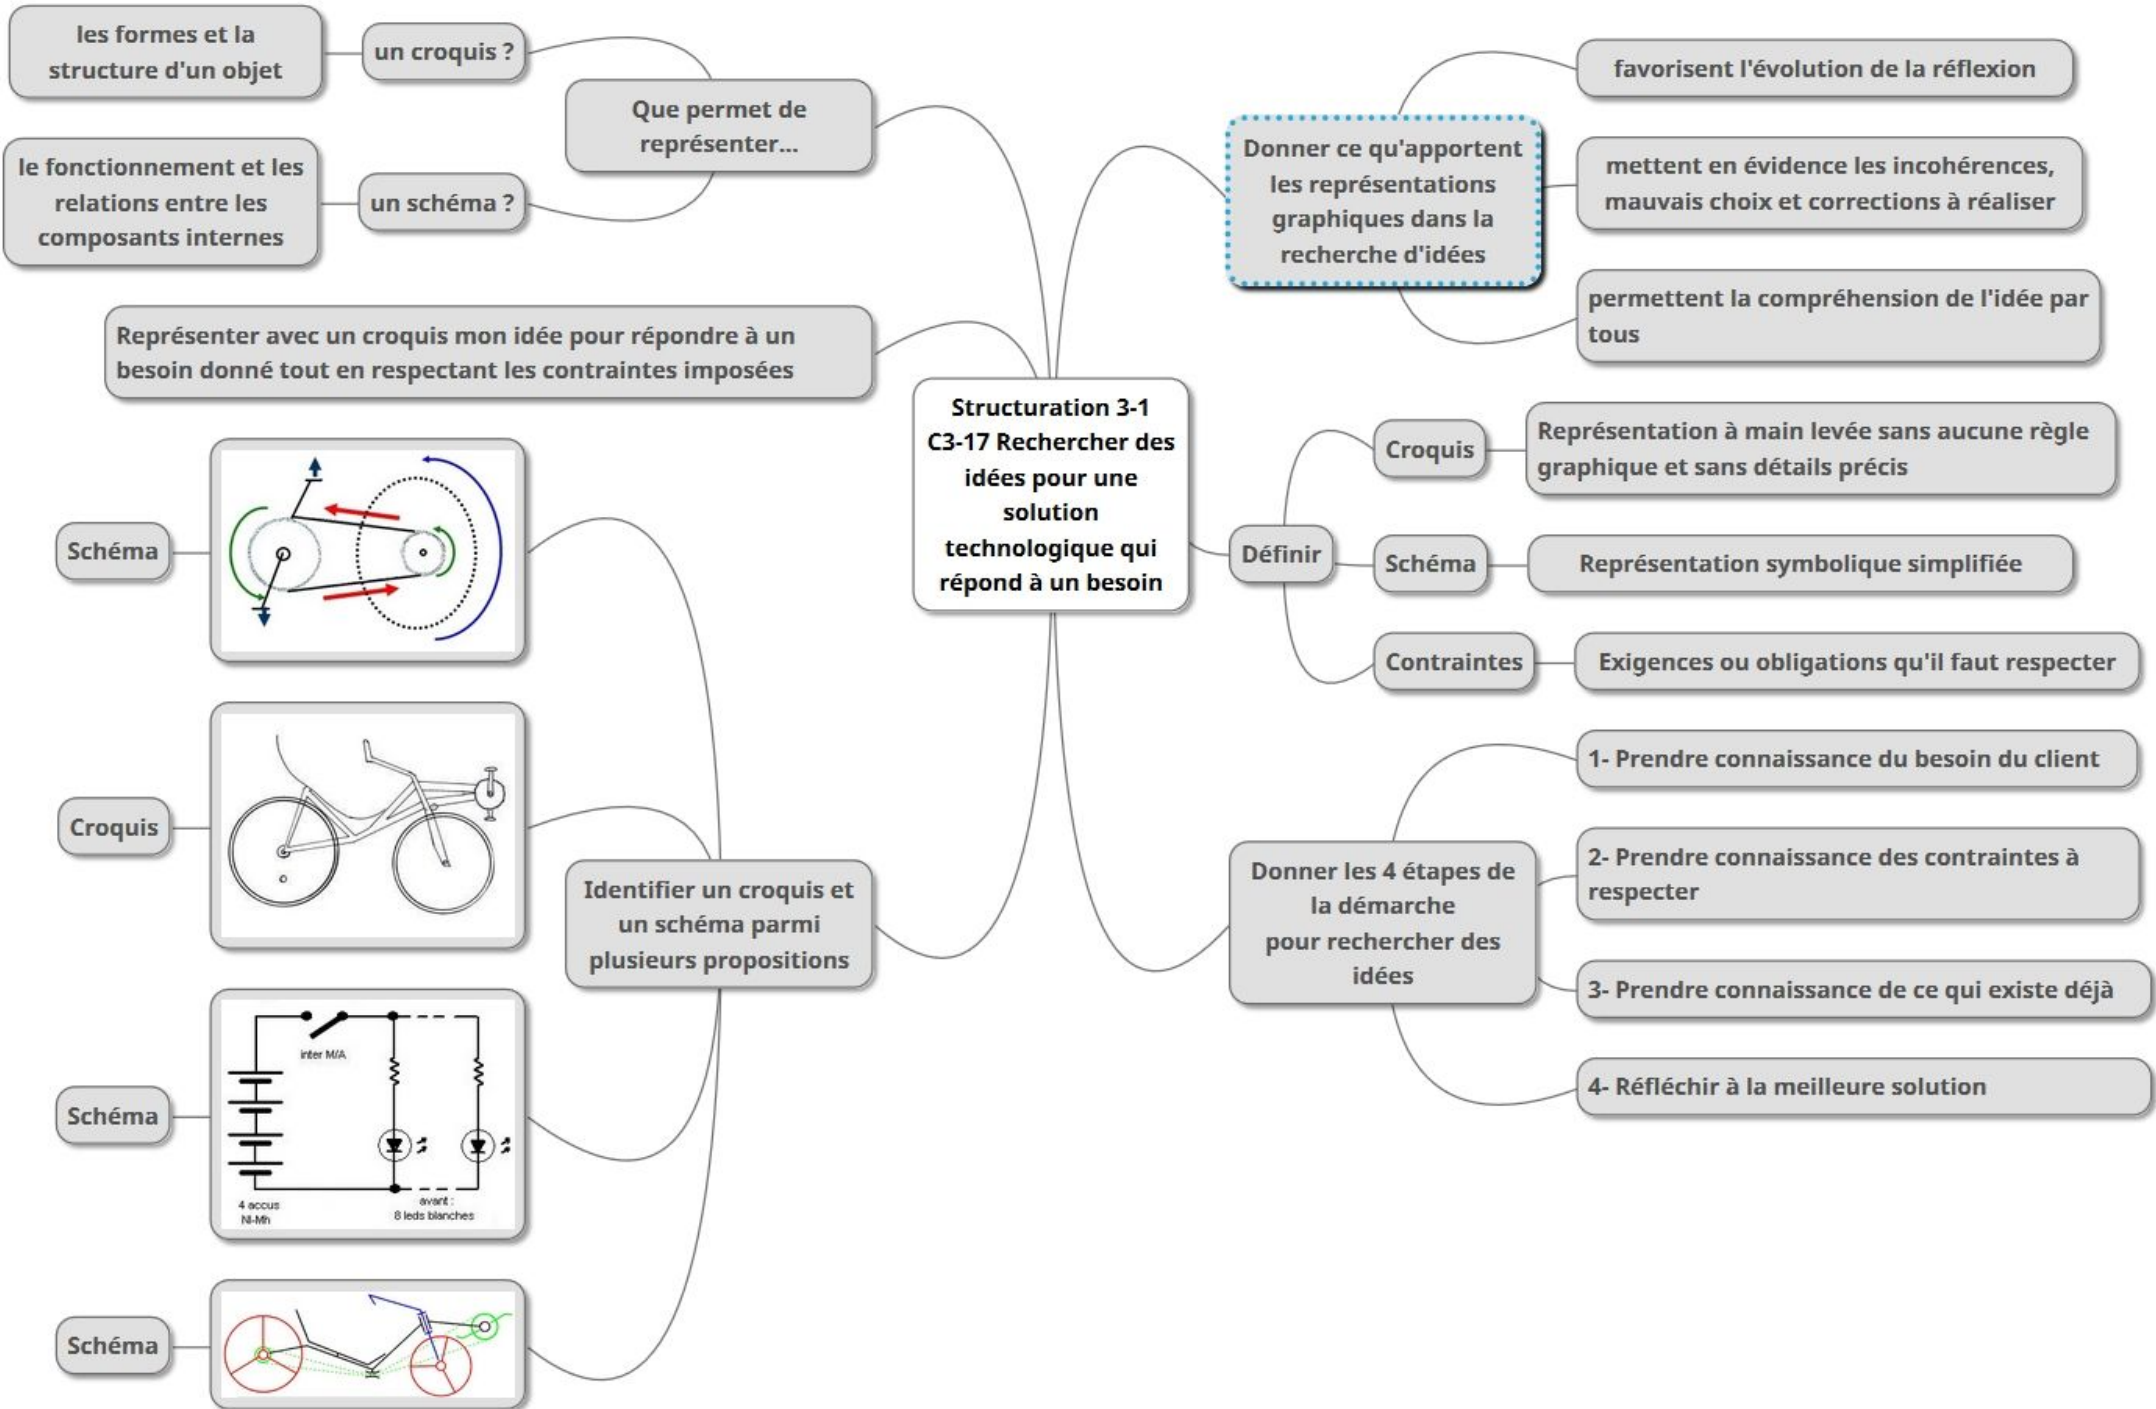 Structuration 3-1
C3-17 Rechercher des
idées pour une
solution
technologique qui
répond à un besoin
Que permet de
représenter...
un croquis ?
les formes et la
structure d'un objet
un schéma ?
le fonctionnement et les
relations entre les
composants internes
Représenter avec un croquis mon idée pour répondre à un
besoin donné tout en respectant les contraintes imposées
Identifier un croquis et
un schéma parmi
plusieurs propositions
Schéma
Croquis
Schéma
inter M/A
4 accus
NI-Mh
avant :
8 leds blanches
Schéma
Donner ce qu'apportent
les représentations
graphiques dans la
recherche d'idées
favorisent l'évolution de la réflexion
mettent en évidence les incohérences,
mauvais choix et corrections à réaliser
permettent la compréhension de l'idée par
tous
Définir
Croquis
Représentation à main levée sans aucune règle
graphique et sans détails précis
Schéma
Représentation symbolique simplifiée
Contraintes
Exigences ou obligations qu'il faut respecter
Donner les 4 étapes de
la démarche
pour rechercher des
idées
1- Prendre connaissance du besoin du client
2- Prendre connaissance des contraintes à
respecter
3- Prendre connaissance de ce qui existe déjà
4- Réfléchir à la meilleure solution